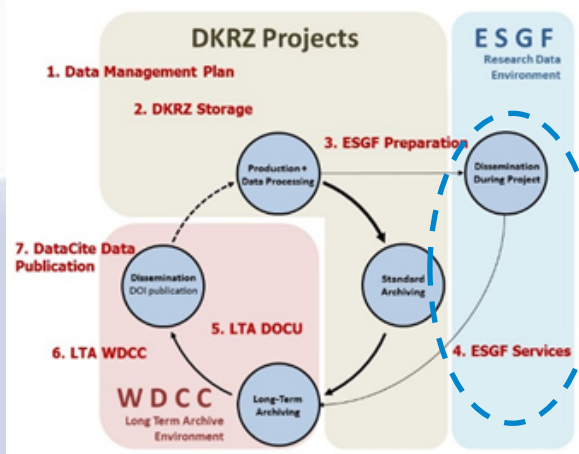 DKRZ Projects
E S G F
Research Data
Environment
1. Data Management Plan
2. DKRZ Storage
3. ESGF Preparation
Production +
Data Processing
Dissemination
During Project
7. DataCite Data
Publication
Dissemination
DOI publication
Standard
Archiving
5. LTA DOCU
6. LTA WDCC
4. ESGF Services
W D C C
Long Term Archive
Environment
Long-Term
Archiving